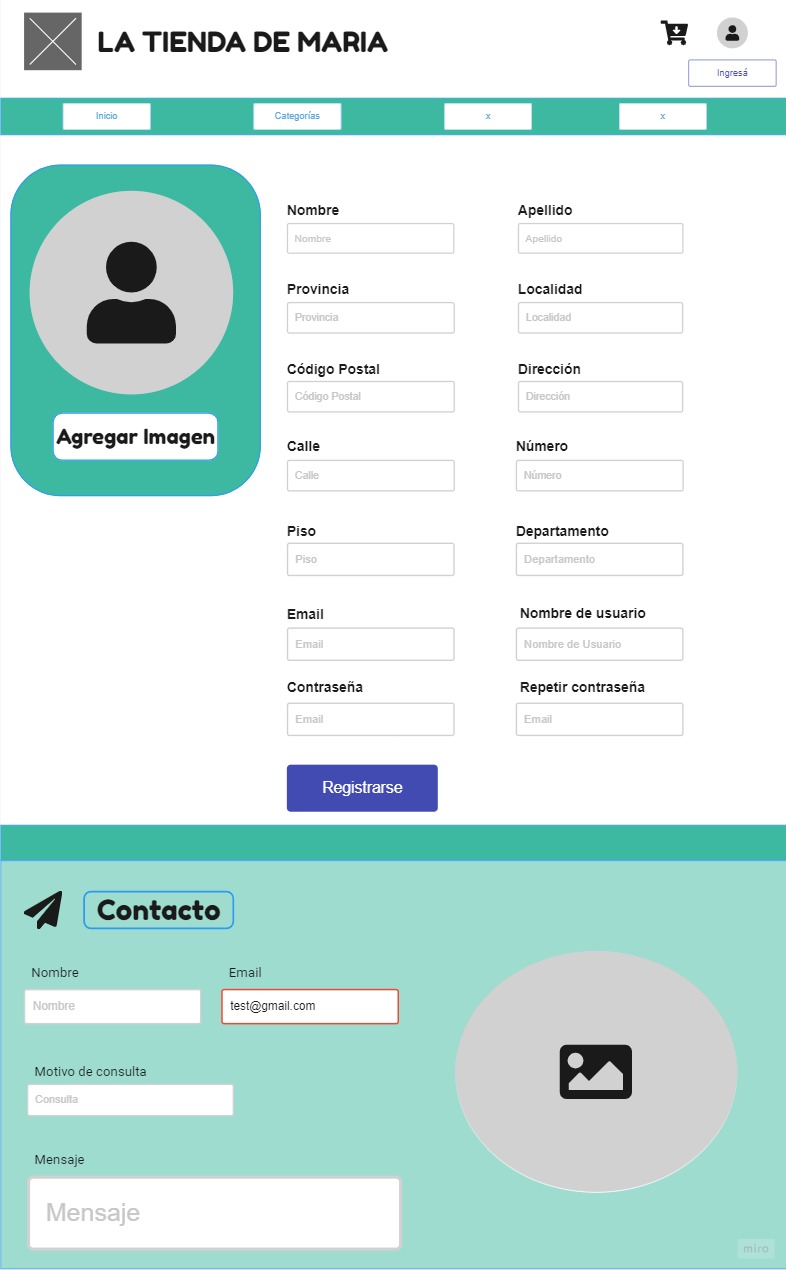 LA TIENDA DE MARIA
Ingresá
Inicio Categorías x x
Nombre Apellido
Nombre Apellido
Provincia Localidad
Provincia Localidad
Código Postal Dirección
Código Postal Dirección
Agregar Imagen
Calle Número
Calle Número
Piso Departamento
Piso Departamento
Email Nombre de usuario
Email Nombre de Usuario
Contraseña Repetir contraseña
Email Email
Registrarse
Contacto
Nombre Email
Nombre test@gmail.com
Motivo de consulta
Consulta
Mensaje
Mensaje
miro